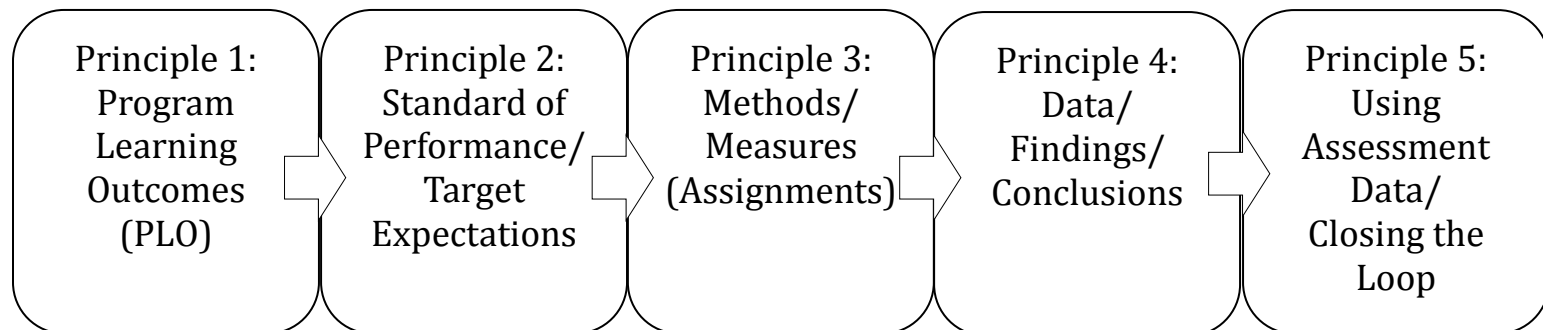 Principle 1:
Program
Learning
Outcomes
(PLO)
Principle 2:
Standard of
Performance/
Target
Expectations
Principle 3:
Methods/
Measures
(Assignments)
Principle 4:
Data/
Findings/
Conclusions
Principle 5:
Using
Assessment
Data/
Closing the
Loop